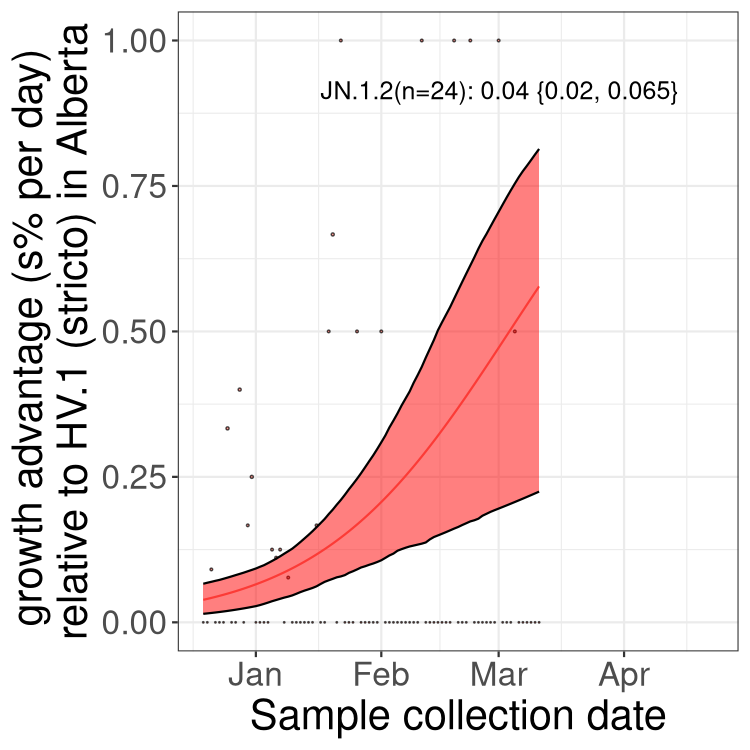 growth advantage (s% per day)
relative to HV.1 (stricto) in Alberta
1.00
0.75
0.50
0.25
0.00
JN.1.2(n=24): 0.04 {0.02, 0.065}
Jan Feb Mar Apr
Sample collection date